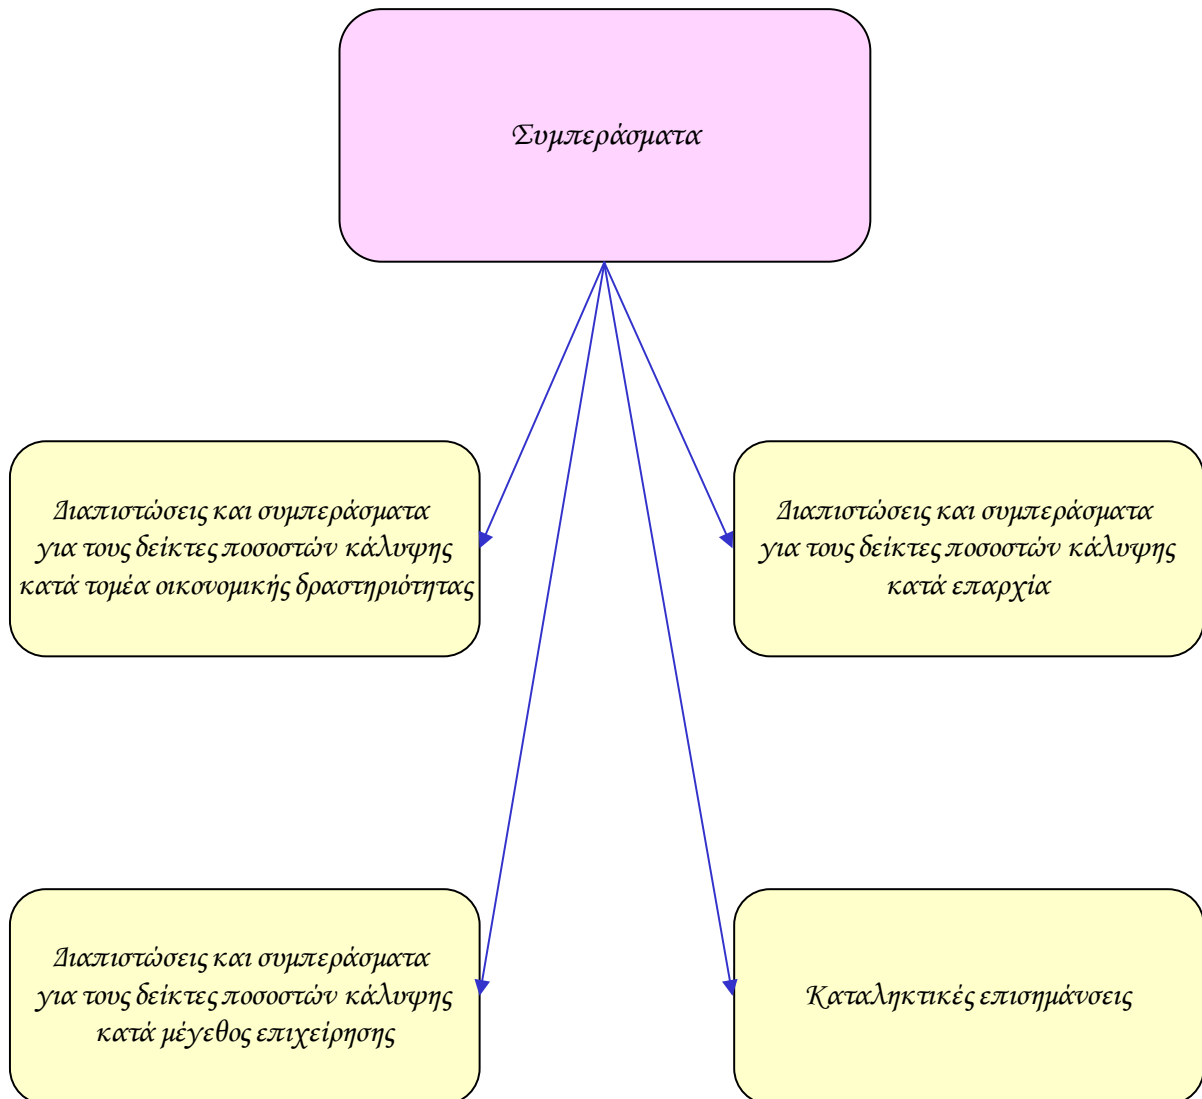 Συμπεράσματα
Διαπιστώσεις και συμπεράσματα
για τους δείκτες ποσοστών κάλυψης
κατά τομέα οικονομικής δραστηριότητας
Διαπιστώσεις και συμπεράσματα
για τους δείκτες ποσοστών κάλυψης
κατά επαρχία
Διαπιστώσεις και συμπεράσματα
για τους δείκτες ποσοστών κάλυψης
κατά μέγεθος επιχείρησης
Καταληκτικές επισημάνσεις